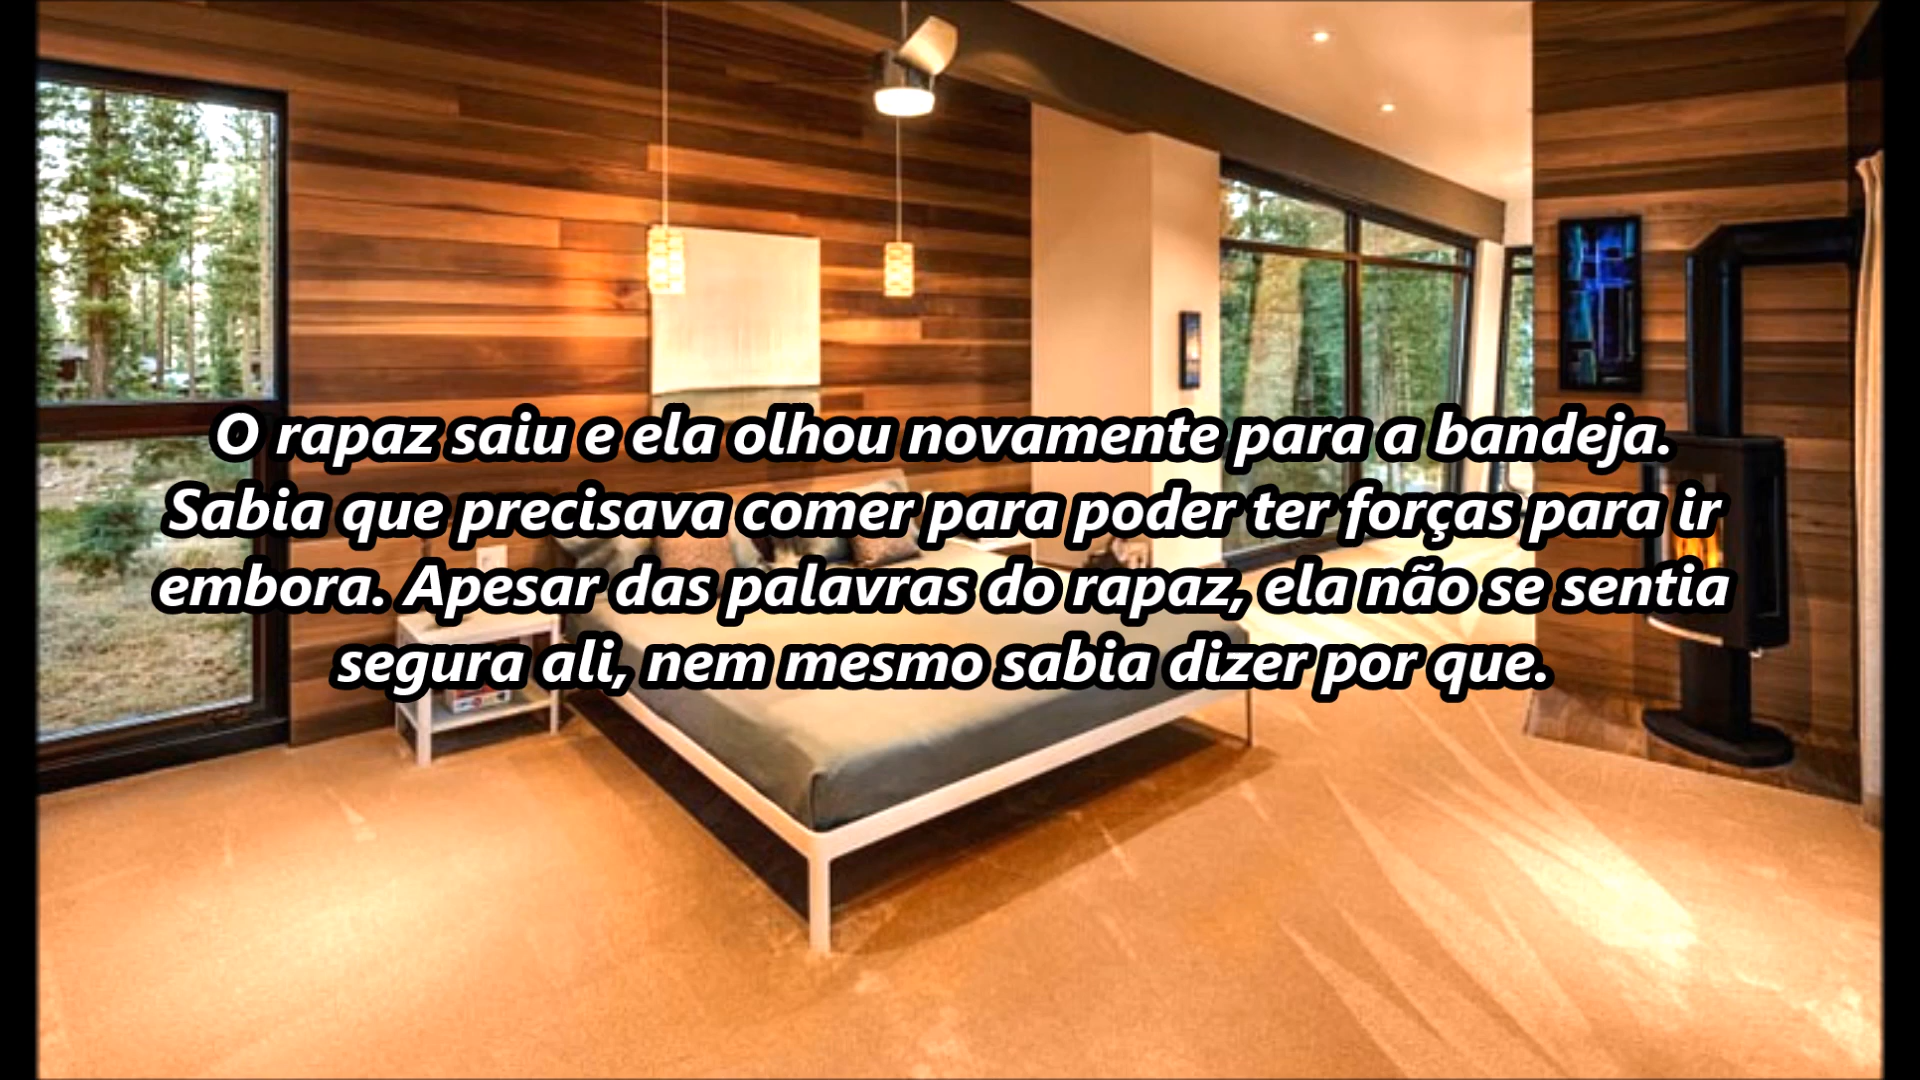 O rapaz saiu e ela olhou novamente para a bandeja.
Sabia que precisava comer para poder ter forças para ir
embora. Apesar das palavras do rapaz, ela não se sentia
segura ali, nem mesmo sabia dizer por que.